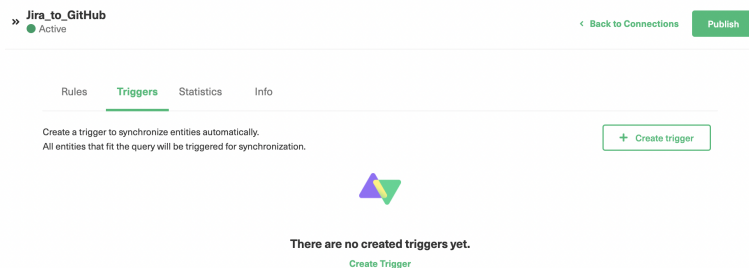 Jira_to_GitHub
Active
Back to Connections
Publish
Rules
Triggers
Statistics
Info
Create a trigger to synchronize entities automatically.
All entities that fit the query will be triggered for synchronization.
Create trigger
There are no created triggers yet.
Create Trigger